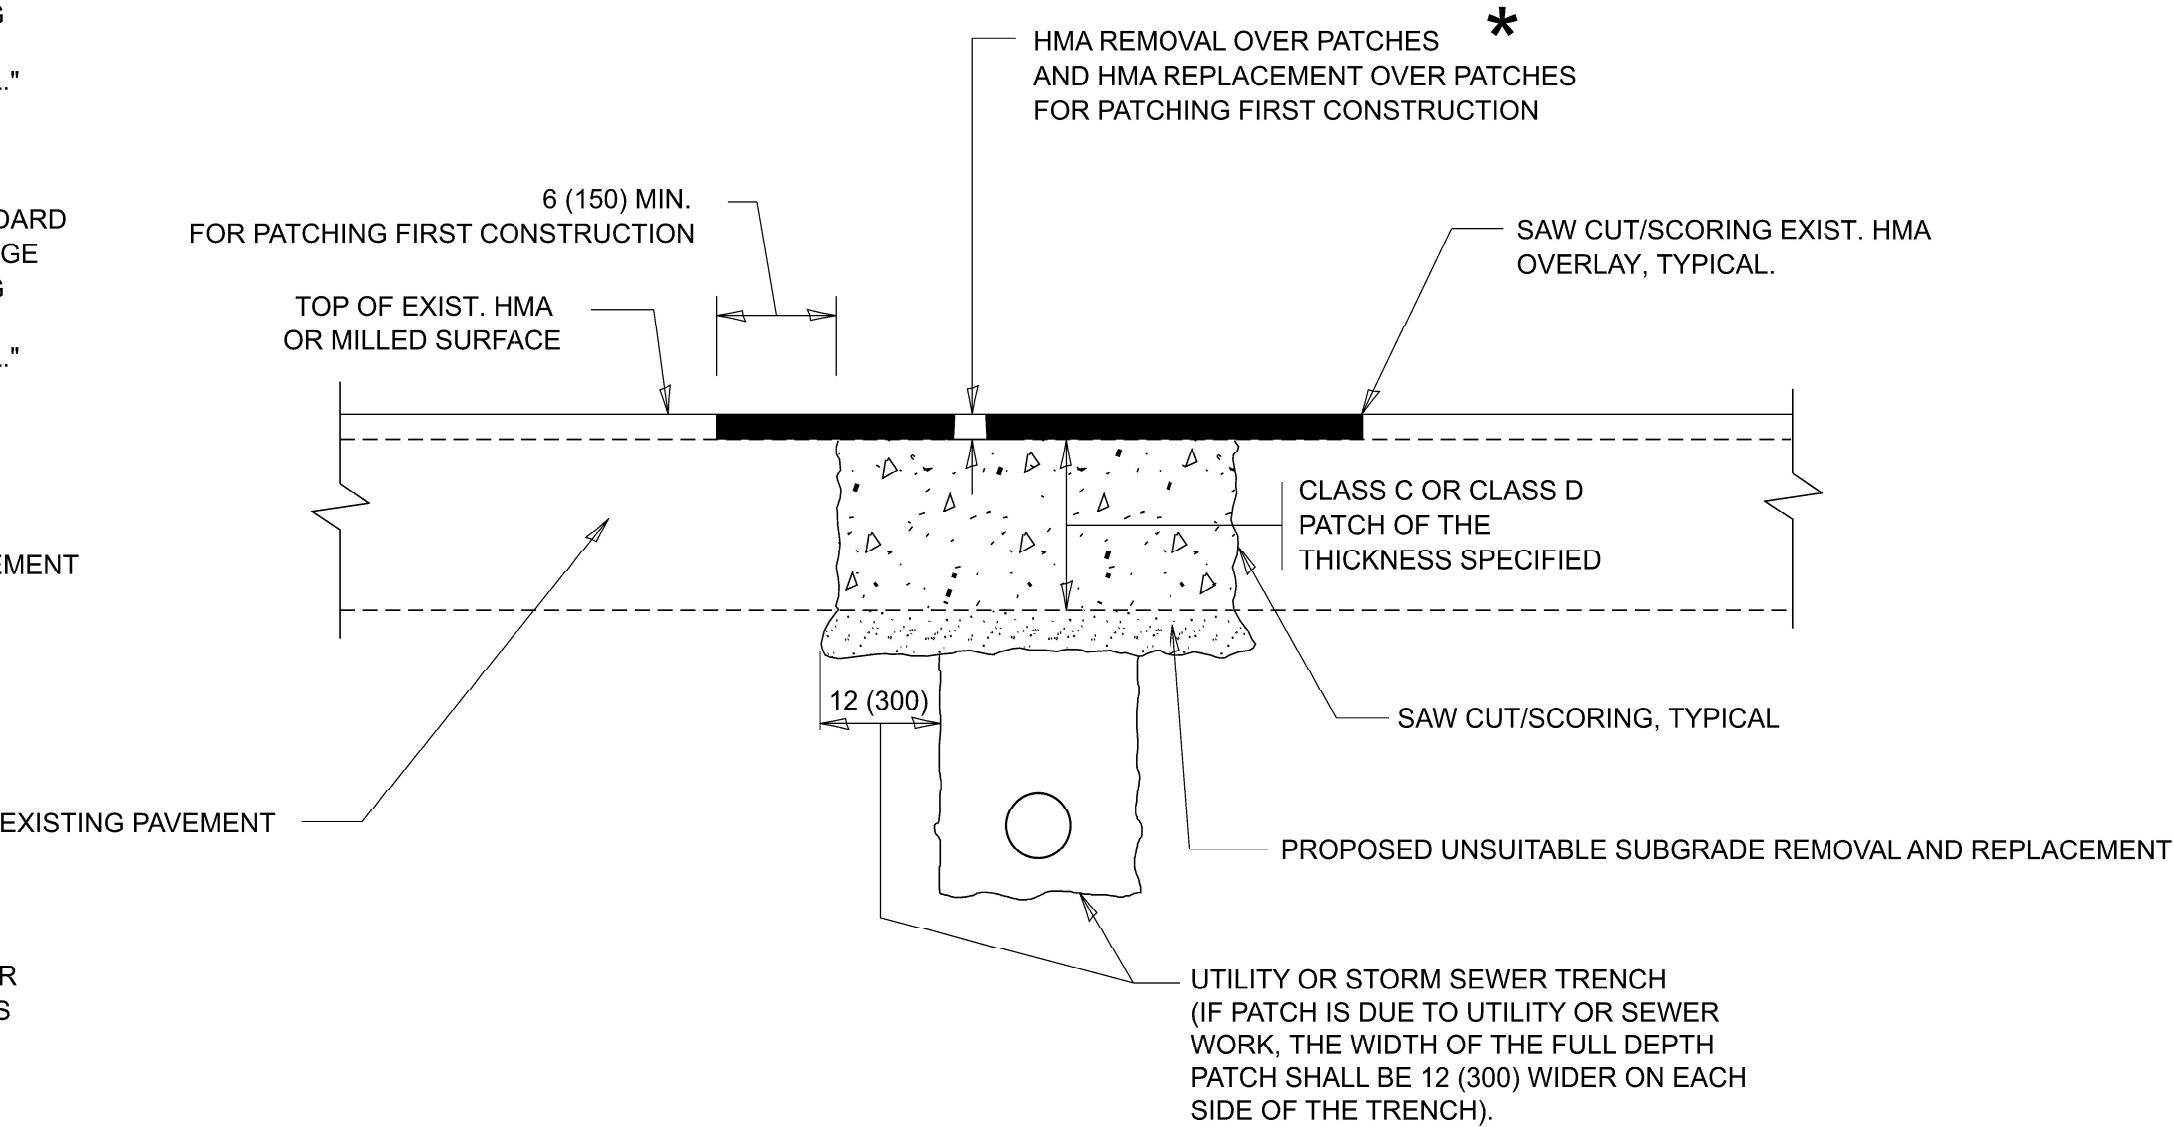 G
*
HMA REMOVAL OVER PATCHES
AND HMA REPLACEMENT OVER PATCHES
FOR PATCHING FIRST CONSTRUCTION
."
6 (150) MIN.
FOR PATCHING FIRST CONSTRUCTION
DARD
GE
G
."
SAW CUT/SCORING EXIST. HMA
OVERLAY, TYPICAL.
TOP OF EXIST. HMA
OR MILLED SURFACE
CLASS C OR CLASS D
PATCH OF THE
THICKNESS SPECIFIED
EMENT
12 (300)
SAW CUT/SCORING, TYPICAL
EXISTING PAVEMENT
PROPOSED UNSUITABLE SUBGRADE REMOVAL AND REPLACEMENT
R
S
UTILITY OR STORM SEWER TRENCH
(IF PATCH IS DUE TO UTILITY OR SEWER
WORK, THE WIDTH OF THE FULL DEPTH
PATCH SHALL BE 12 (300) WIDER ON EACH
SIDE OF THE TRENCH).